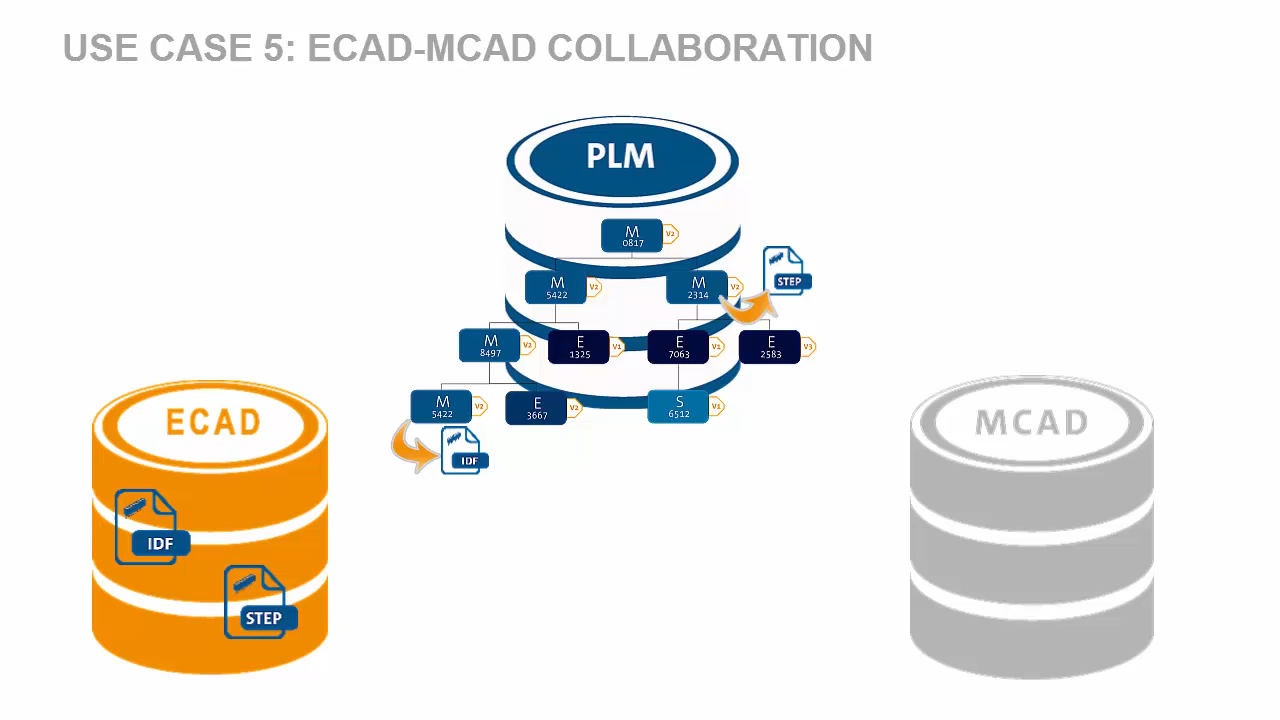 USE CASE 5: ECAD-MCAD COLLABORATION
PLM
M
0817
V2
M
5422
V2
M
2314
V2
STEP
M
8497
V2
E
1325
V1
E
7063
V1
E
2583
V3
M
5422
V2
E
3667
V2
S
6512
V1
IDF
ECAD
IDF
STEP
MCAD